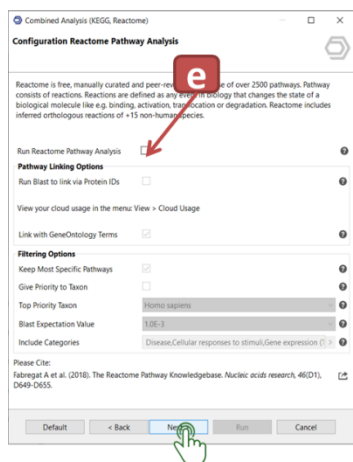 Combined Analysis (KEGG, Reactome)
Configuration Reactome Pathway Analysis
Reactome is free, manually curated and peer-rev e of over 2500 pathways. Pathway
consists of reactions. Reactions are defined as any event in biology that changes the state of a
biological molecule like e.g. binding, activation, translocation or degradation. Reactome includes
inferred orthologous reactions of +15 non-human species.
e
Run Reactome Pathway Analysis
Pathway Linking Options
Run Blast to link via Protein IDs
View your cloud usage in the menu: View > Cloud Usage
Link with GeneOntology Terms
Filtering Options
Keep Most Specific Pathways
Give Priority to Taxon
Top Priority Taxon Homo sapiens
Blast Expectation Value 1.0E-3
Include Categories Disease,Cellular responses to stimuli,Gene expression (
Please Cite:
Fabregat A et al. (2018). The Reactome Pathway Knowledgebase. Nucleic acids research, 46(D1),
D649-D655.
Default < Back Next > Run Cancel